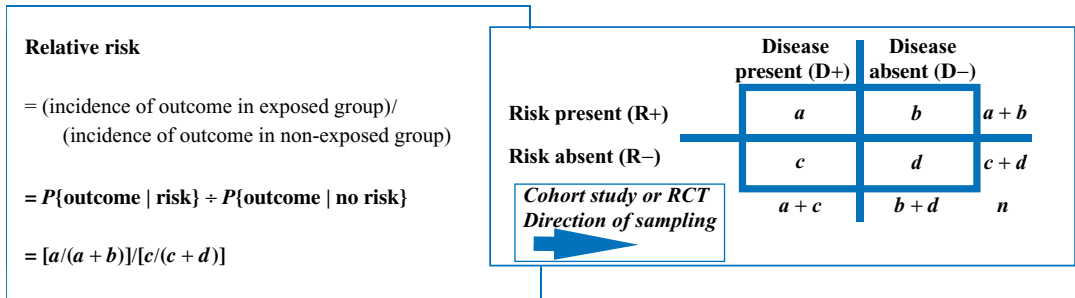 Relative risk
= (incidence of outcome in exposed group)/
(incidence of outcome in non-exposed group)
= P{outcome | risk} ÷ P{outcome | no risk}
= [a/(a + b)]/[c/(c + d)]
Disease present (D+)
Disease absent (D−)
Risk present (R+) a b a + b
Risk absent (R−) c d c + d
a + c b + d n
Cohort study or RCT
Direction of sampling